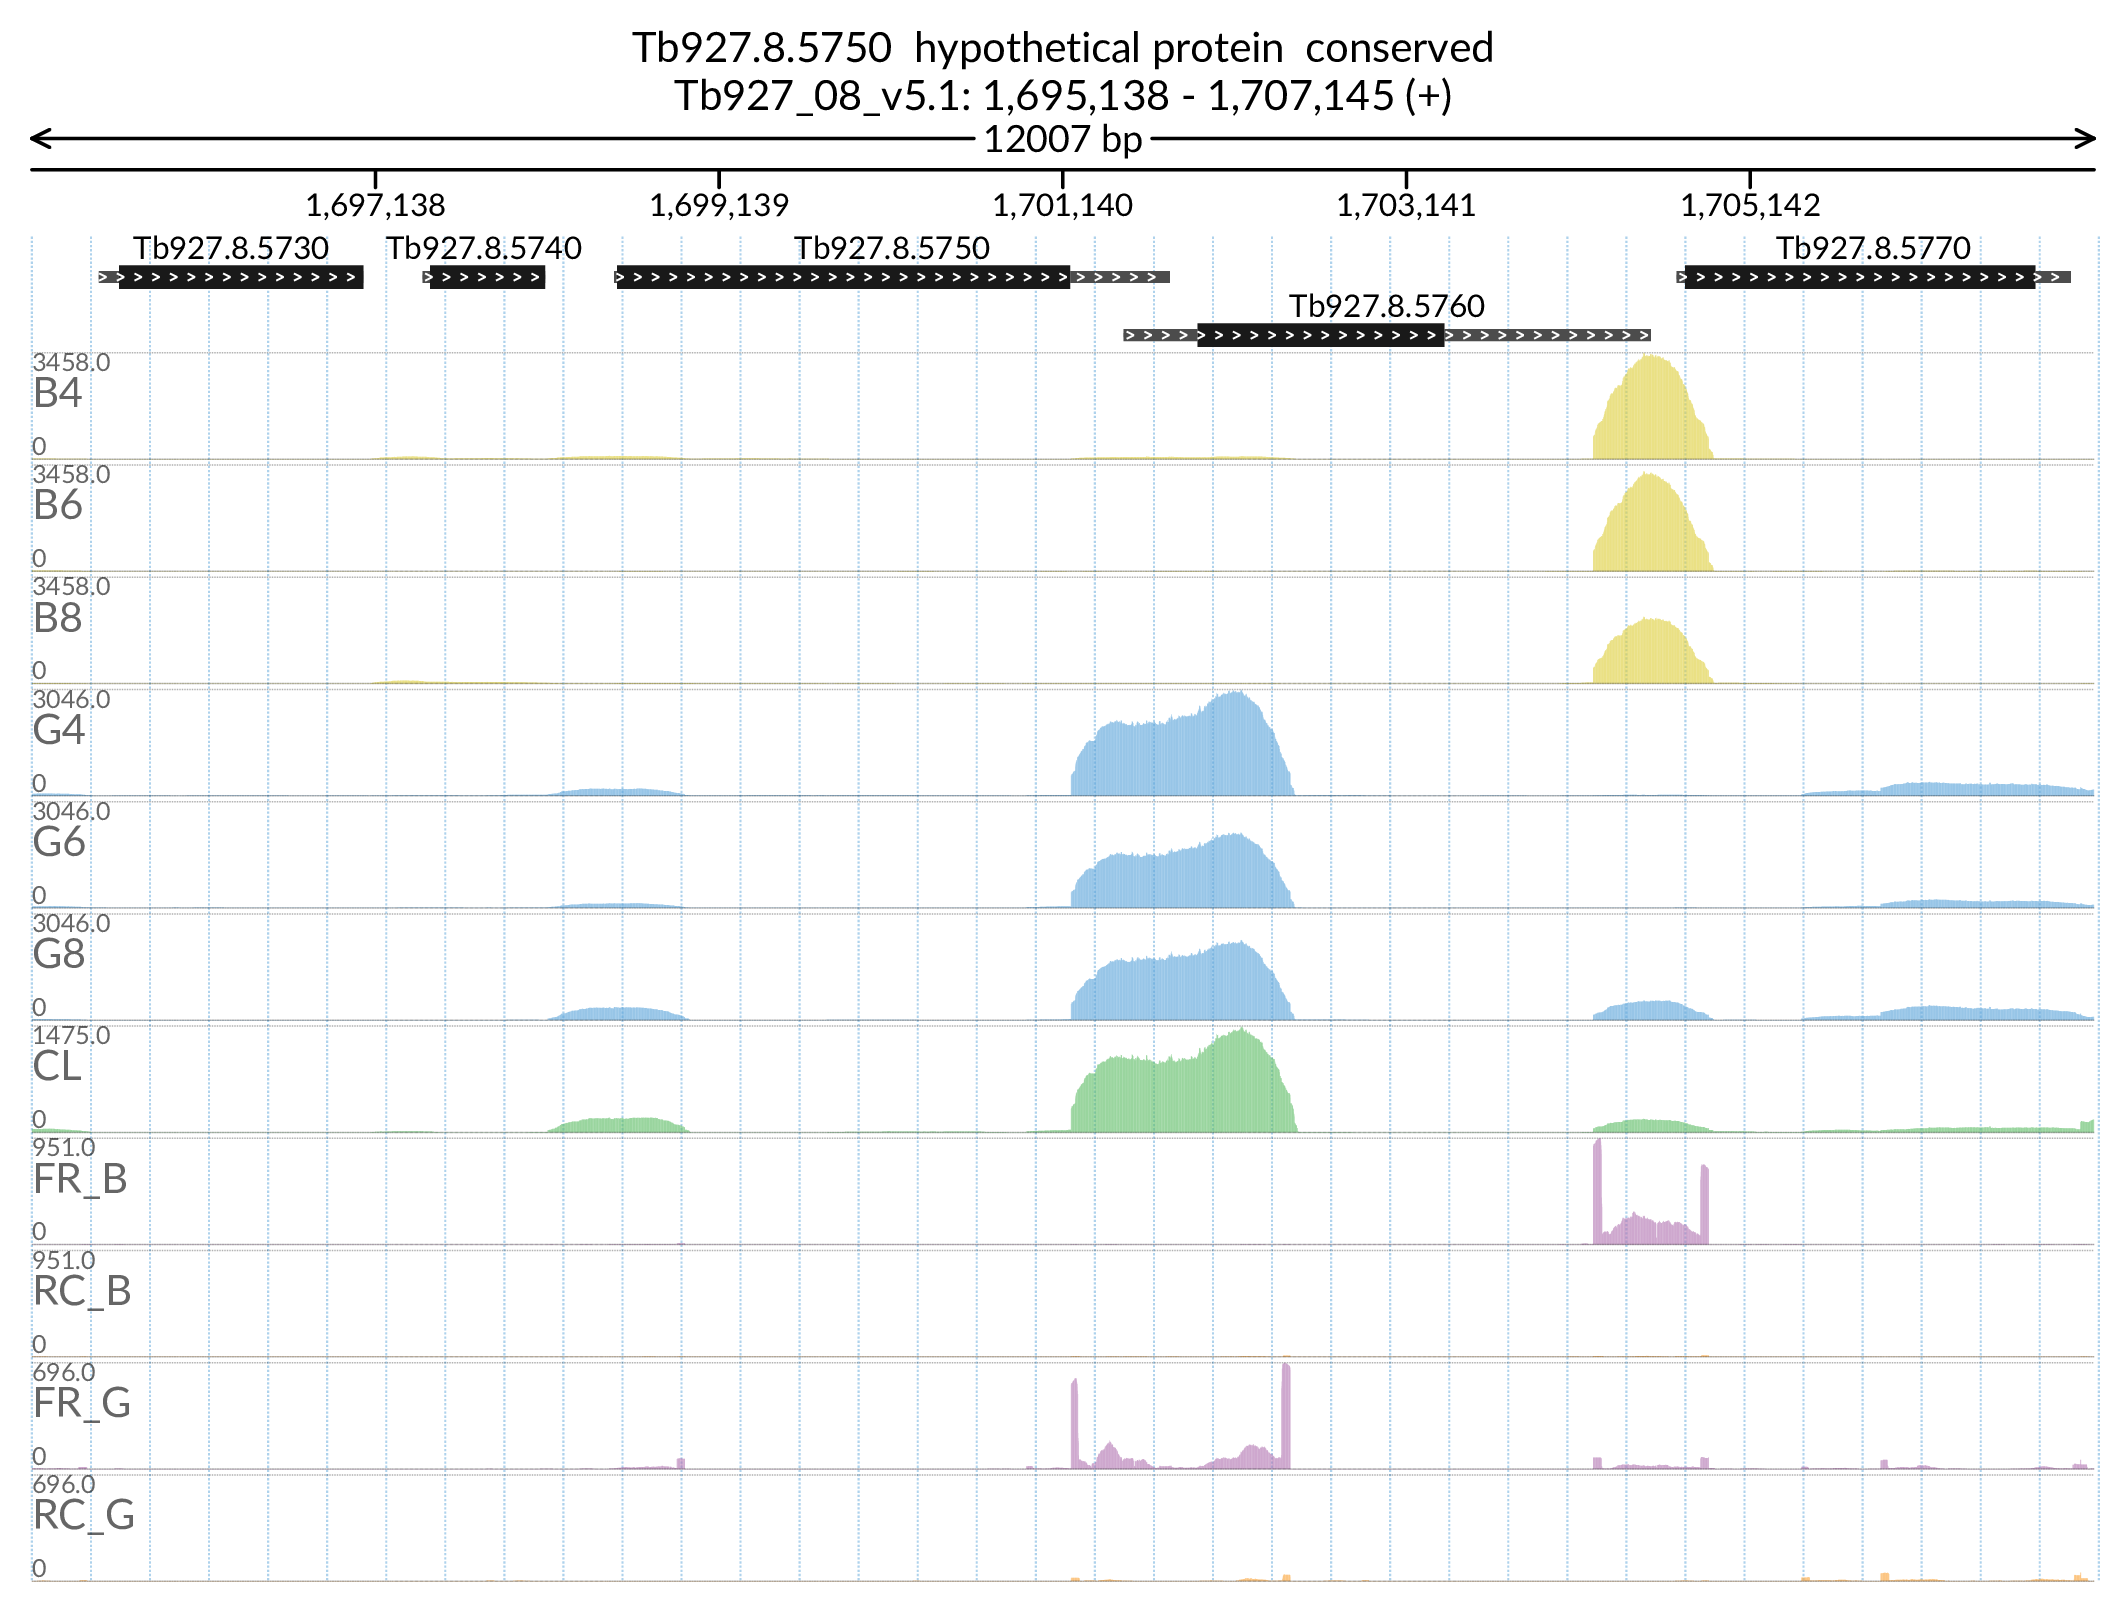 Tb927.8.5750 hypothetical protein conserved
Tb927_08_v5.1: 1,695,138 - 1,707,145 (+)
12007 bp
1,697,138 1,699,139 1,701,140 1,703,141 1,705,142
Tb927.8.5730 Tb927.8.5740 Tb927.8.5750 Tb927.8.5770
Tb927.8.5760
3458.0
B4
0
3458.0
B6
0
3458.0
B8
0
3046.0
G4
0
3046.0
G6
0
3046.0
G8
0
1475.0
CL
0
951.0
FR_B
0
951.0
RC_B
0
696.0
FR_G
0
696.0
RC_G
0